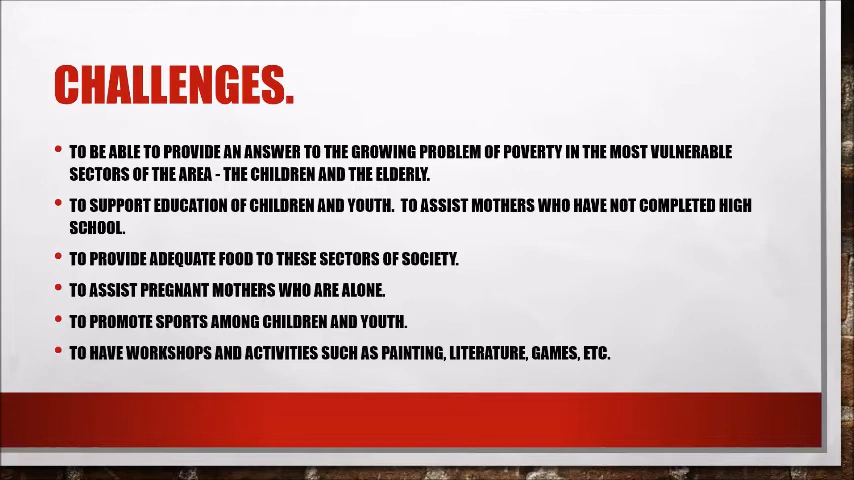 CHALLENGES.
• TO BE ABLE TO PROVIDE AN ANSWER TO THE GROWING PROBLEM OF POVERTY IN THE MOST VULNERABLE
SECTORS OF THE AREA - THE CHILDREN AND THE ELDERLY.
• TO SUPPORT EDUCATION OF CHILDREN AND YOUTH.  TO ASSIST MOTHERS WHO HAVE NOT COMPLETED HIGH
SCHOOL.
• TO PROVIDE ADEQUATE FOOD TO THESE SECTORS OF SOCIETY.
• TO ASSIST PREGNANT MOTHERS WHO ARE ALONE.
• TO PROMOTE SPORTS AMONG CHILDREN AND YOUTH.
• TO HAVE WORKSHOPS AND ACTIVITIES SUCH AS PAINTING, LITERATURE, GAMES, ETC.